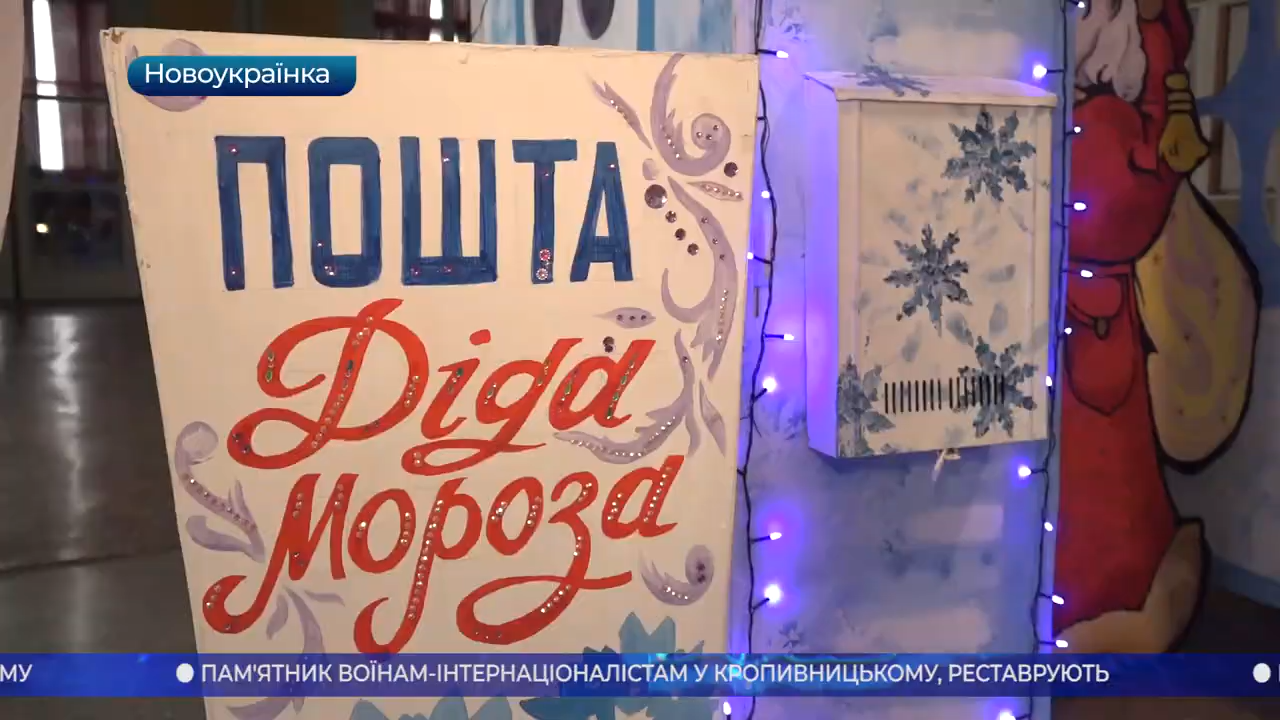 Новоукраїнка
ПОШТА
Діда
Мороза
МУ
ПАМ'ЯТНИК ВОЇНАМ-ІНТЕРНАЦІОНАЛІСТАМ У КРОПИВНИЦЬКОМУ, РЕСТАВРУЮТЬ